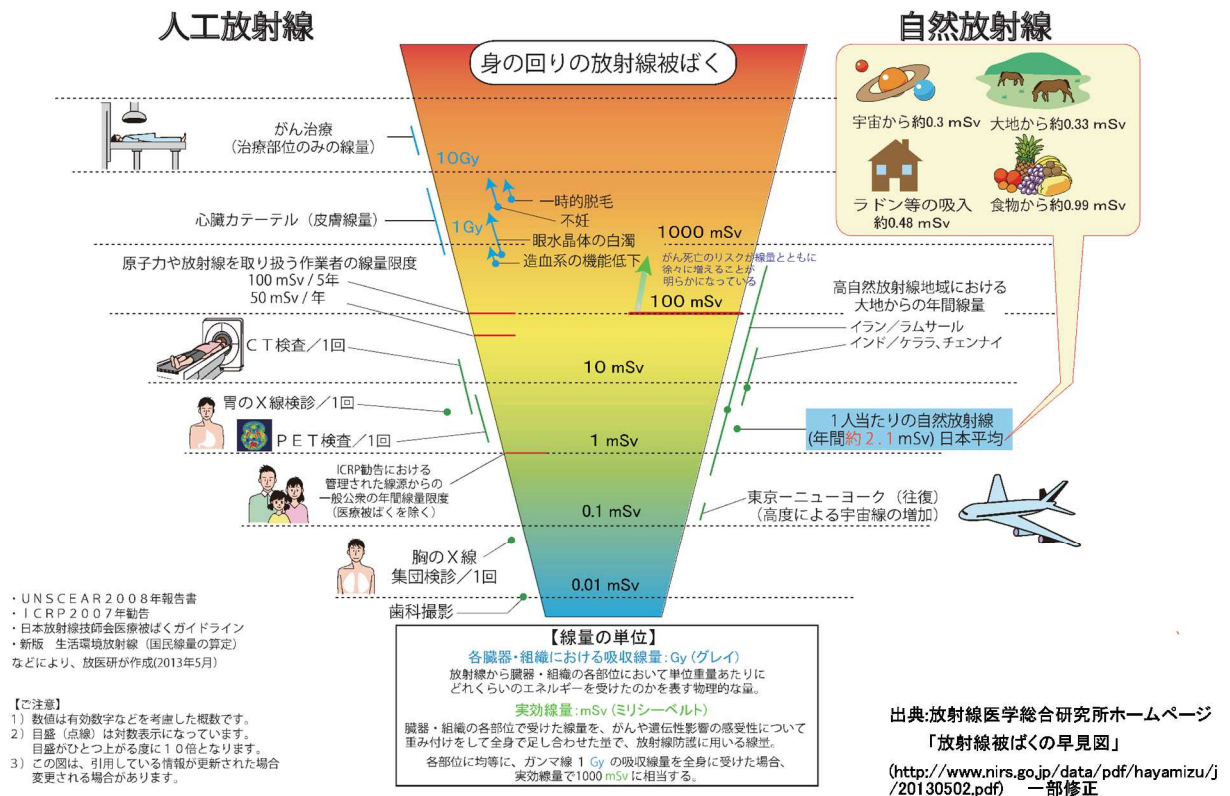 人工放射線
自然放射線
身の回りの放射線被ばく
宇宙から約0.3 mSv
大地から約0.33 mSv
ラドン等の吸入
約0.48 mSv
食物から約0.99 mSv
がん治療
(治療部位のみの線量)
10Gy
心臓カテーテル(皮膚線量)
1Gy
一時的脱毛
不妊
眼水晶体の白濁
造血系の機能低下
1000 mSv
がん死亡のリスクが線量とともに
徐々に増えることが
明らかになっている
原子力や放射線を取り扱う作業者の線量限度
100 mSv / 5年
50 mSv / 年
100 mSv
高自然放射線地域における
大地からの年間線量
イラン/ラムサール
インド/ケララ、チェンナイ
CT検査/1回
10 mSv
胃のX線検診/1回
PET検査/1回
1 mSv
1人当たりの自然放射線
(年間約2.1mSv) 日本平均
ICRP勧告における
管理された線源からの
一般公衆の年間線量限度
(医療被ばくを除く)
0.1 mSv
東京ーニューヨーク(往復)
(高度による宇宙線の増加)
胸のX線
集団検診/1回
0.01 mSv
歯科撮影
・UNSCEAR2008年報告書
・ICRP2007年勧告
・日本放射線技師会医療被ばくガイドライン
・新版 生活環境放射線(国民線量の算定)
などにより、放医研が作成(2013年5月)
【ご注意】
1)数値は有効数字などを考慮した概数です。
2)目盛(点線)は対数表示になっています。
目盛がひとつ上がる度に10倍となります。
3)この図は、引用している情報が更新された場合
変更される場合があります。
【線量の単位】
各臓器・組織における吸収線量:Gy(グレイ)
放射線から臓器・組織の各部位において単位重量あたりに
どれくらいのエネルギーを受けたのかを表す物理的な量。
実効線量:mSv(ミリシーベルト)
臓器・組織の各部位で受けた線量を、がんや遺伝性影響の感受性について
重み付けをして全身で足し合わせた量で、放射線防護に用いる線量。
各部位に均等に、ガンマ線 1 Gy の吸収線量を全身に受けた場合、
実効線量で1000 mSvに相当する。
出典:放射線医学総合研究所ホームページ
「放射線被ばくの早見図」
(http://www.nirs.go.jp/data/pdf/hayamizu/j
/20130502.pdf) 一部修正